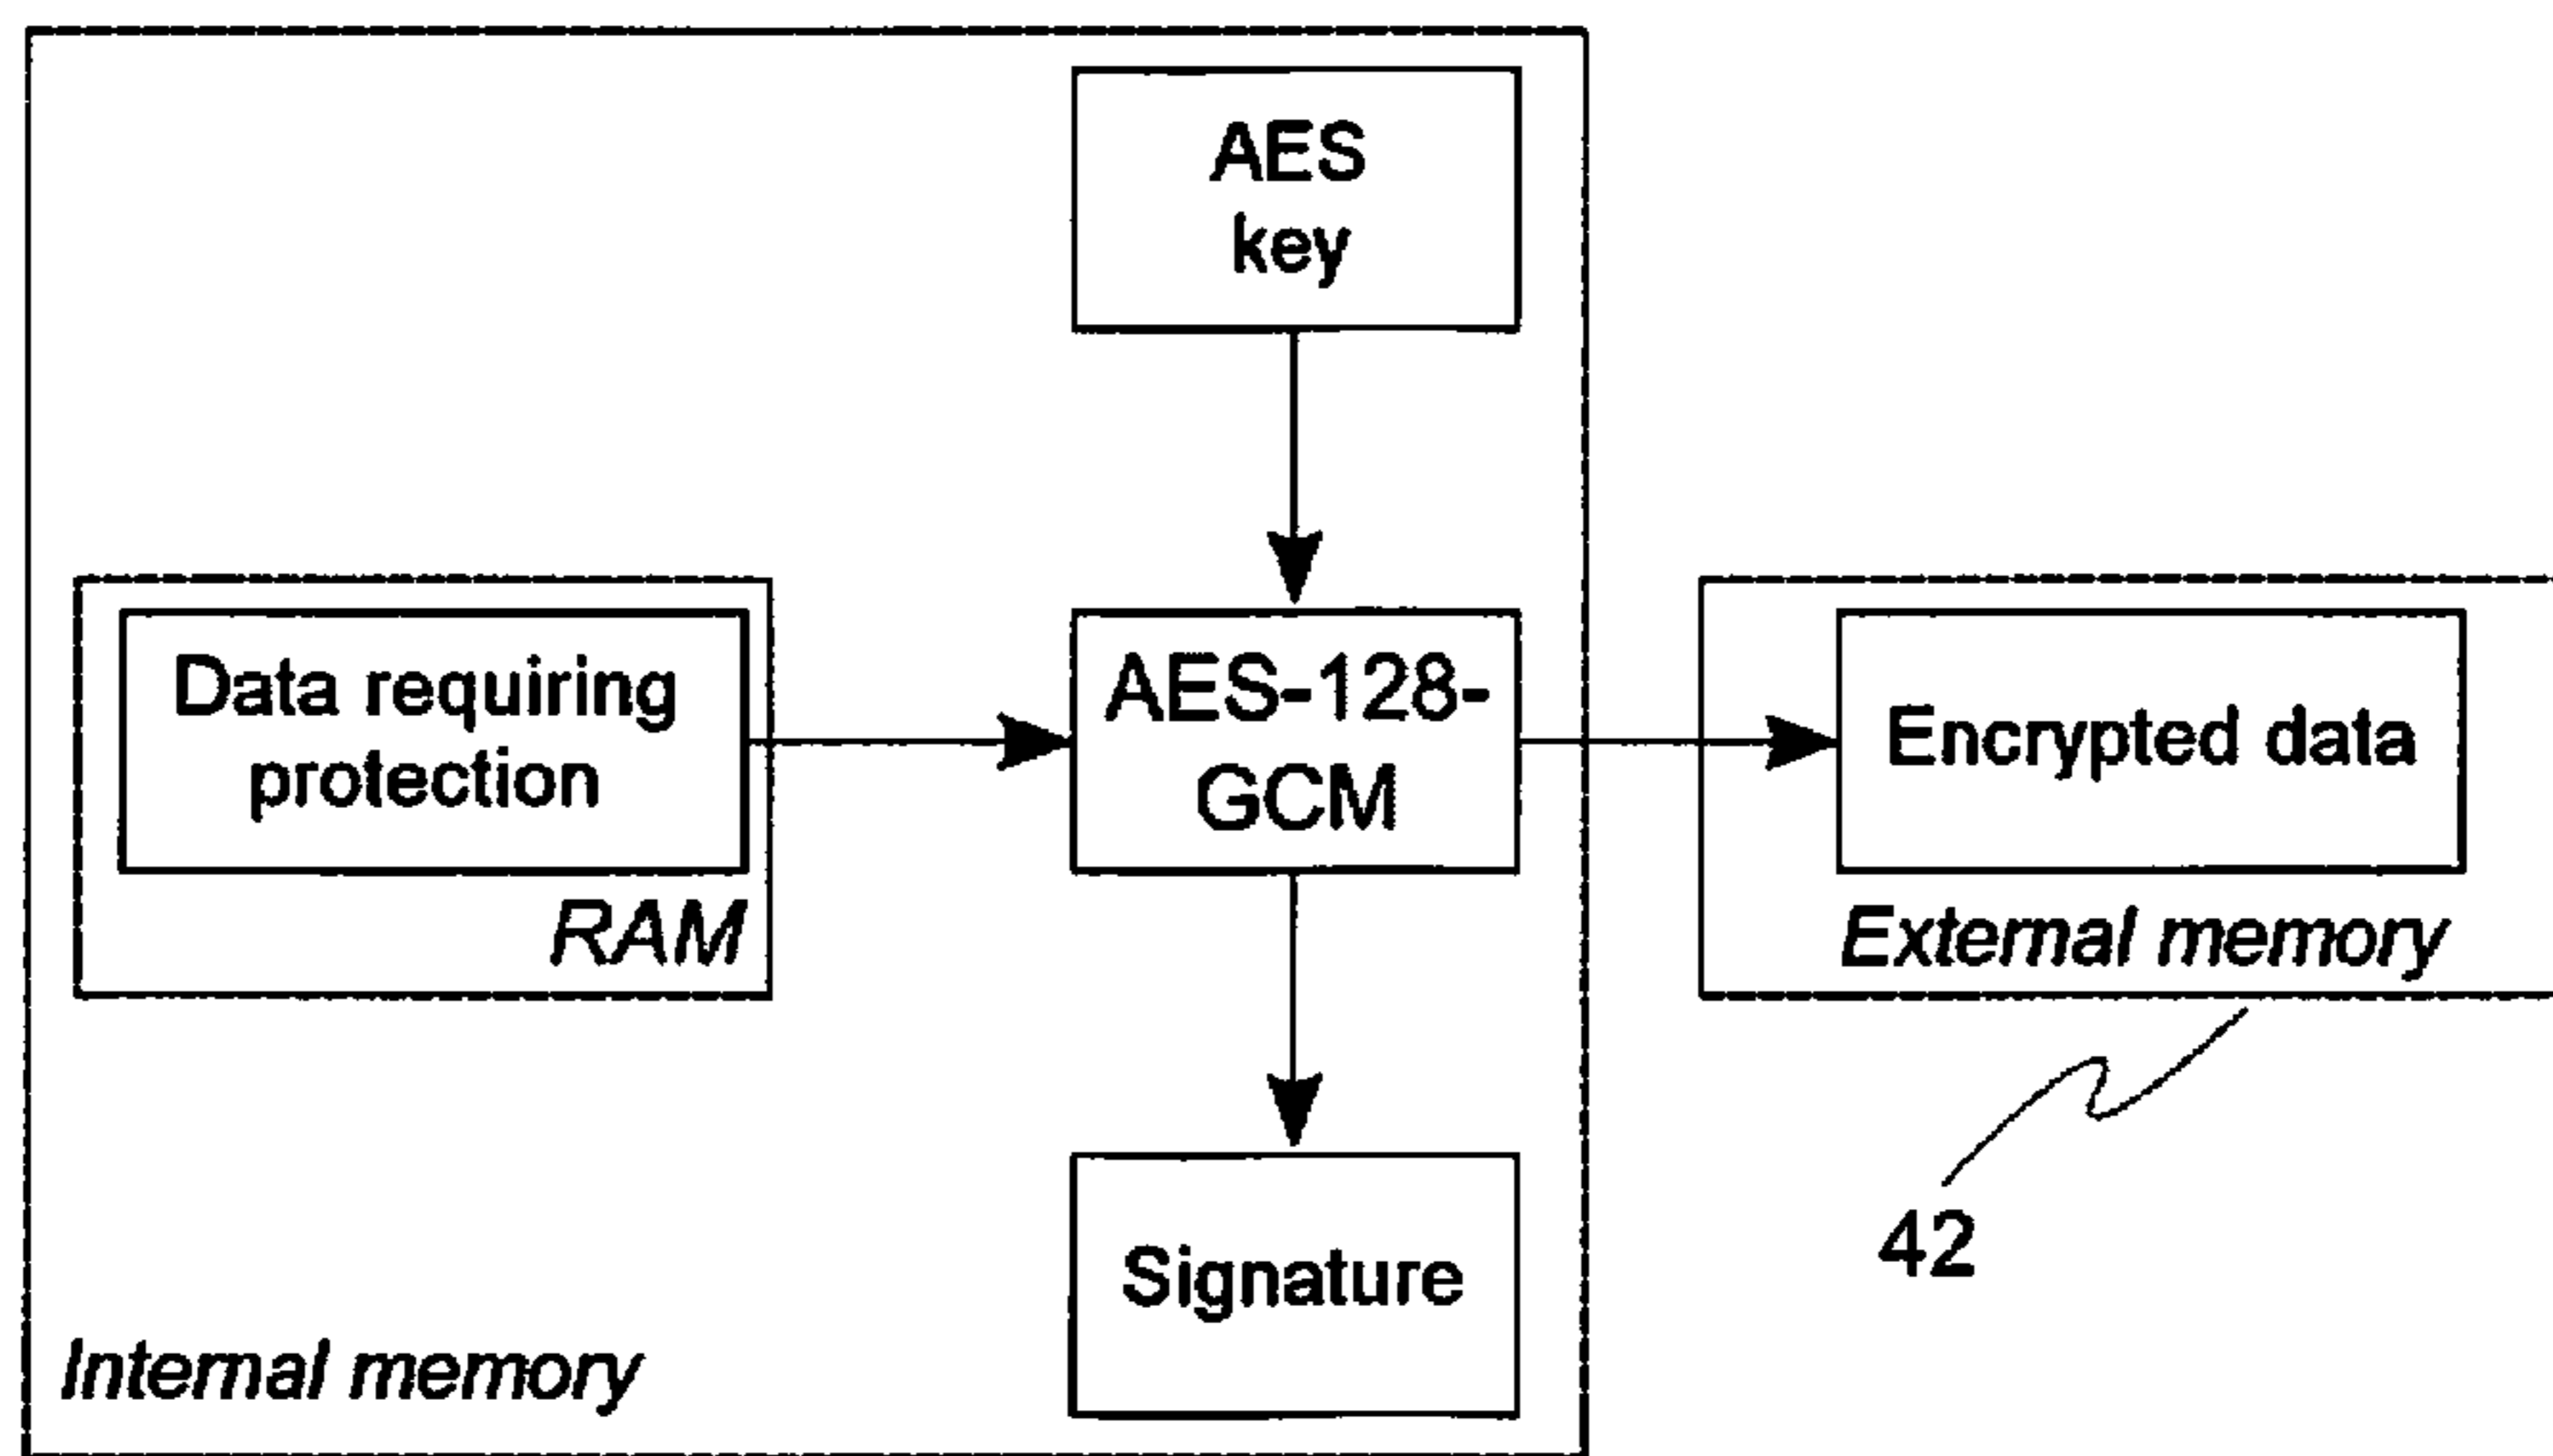 AES
key
Data requiring
protection
RAM
AES-128-
GCM
Encrypted data
External memory
Signature
42
Internal memory